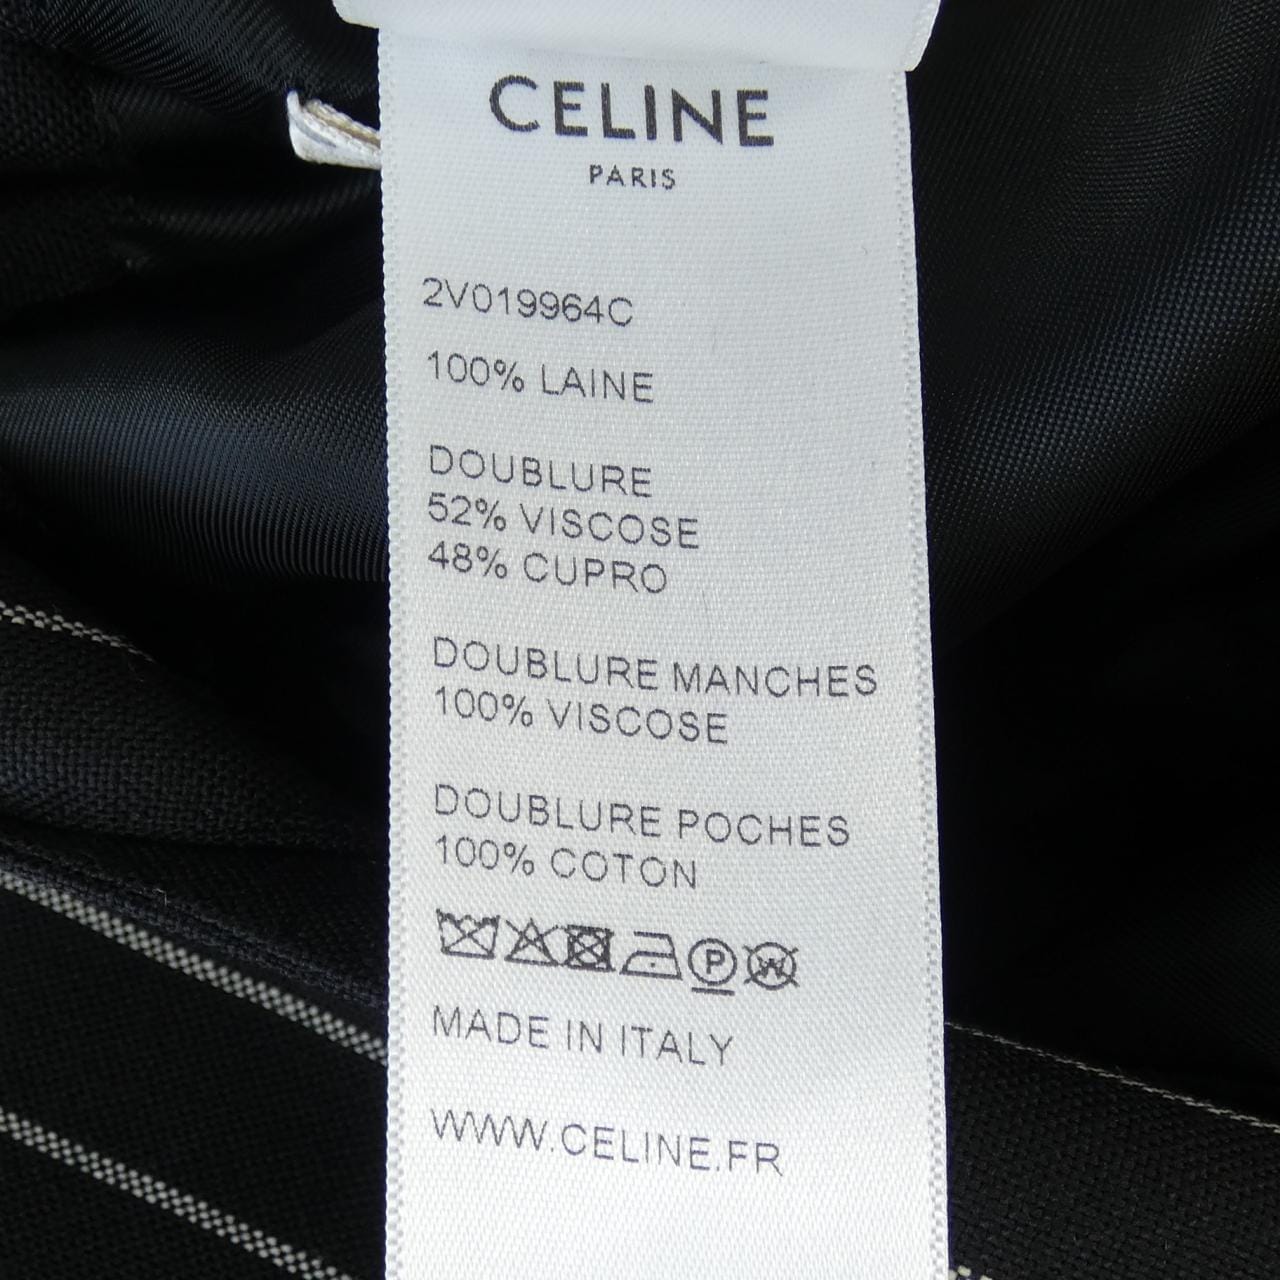 CELINE
PARIS
2V019964C
100% LAINE
DOUBLURE
52% VISCOSE
48% CUPRO
DOUBLURE MANCHES
100% VISCOSE
DOUBLURE POCHES
100% COTON
P W
MADE IN ITALY
WWW.CELINE.FR